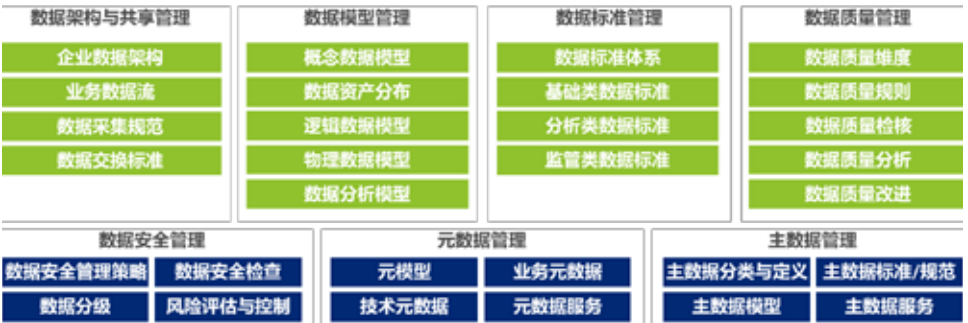 数据架构与共享管理
企业数据架构
业务数据流
数据采集规范
数据交换标准
数据模型管理
概念数据模型
数据资产分布
逻辑数据模型
物理数据模型
数据分析模型
数据标准管理
数据标准体系
基础类数据标准
分析类数据标准
监管类数据标准
数据质量管理
数据质量维度
数据质量规则
数据质量检核
数据质量分析
数据质量改进
数据安全管理
数据安全管理策略
数据安全检查
数据分级
风险评估与控制
元数据管理
元模型
业务元数据
技术元数据
元数据服务
主数据管理
主数据分类与定义
主数据标准/规范
主数据模型
主数据服务